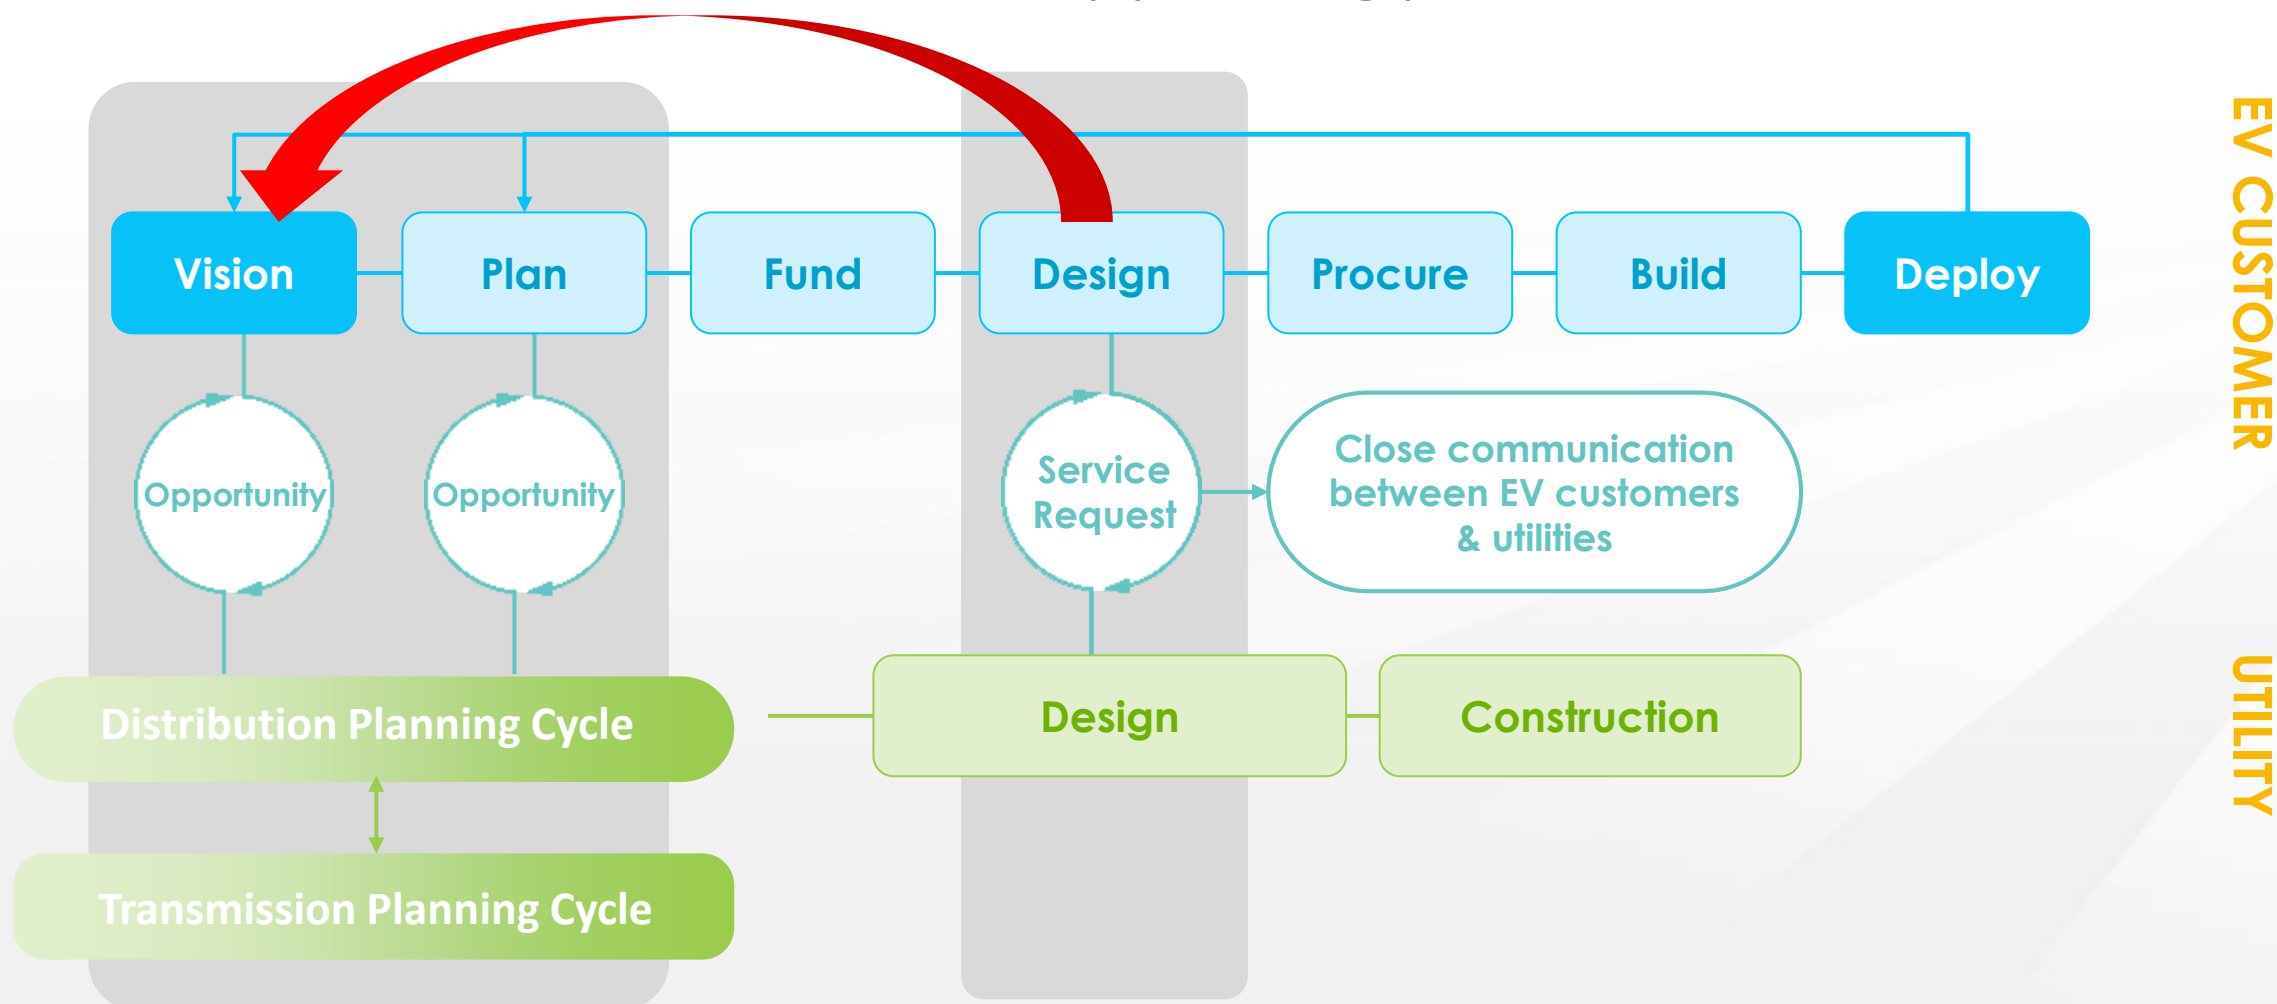 EV CUSTOMER
Vision
Plan
Fund
Design
Procure
Build
Deploy
Opportunity
Opportunity
Service
Request
Close communication
between EV customers
& utilities
UTILITY
Distribution Planning Cycle
Design
Construction
Transmission Planning Cycle